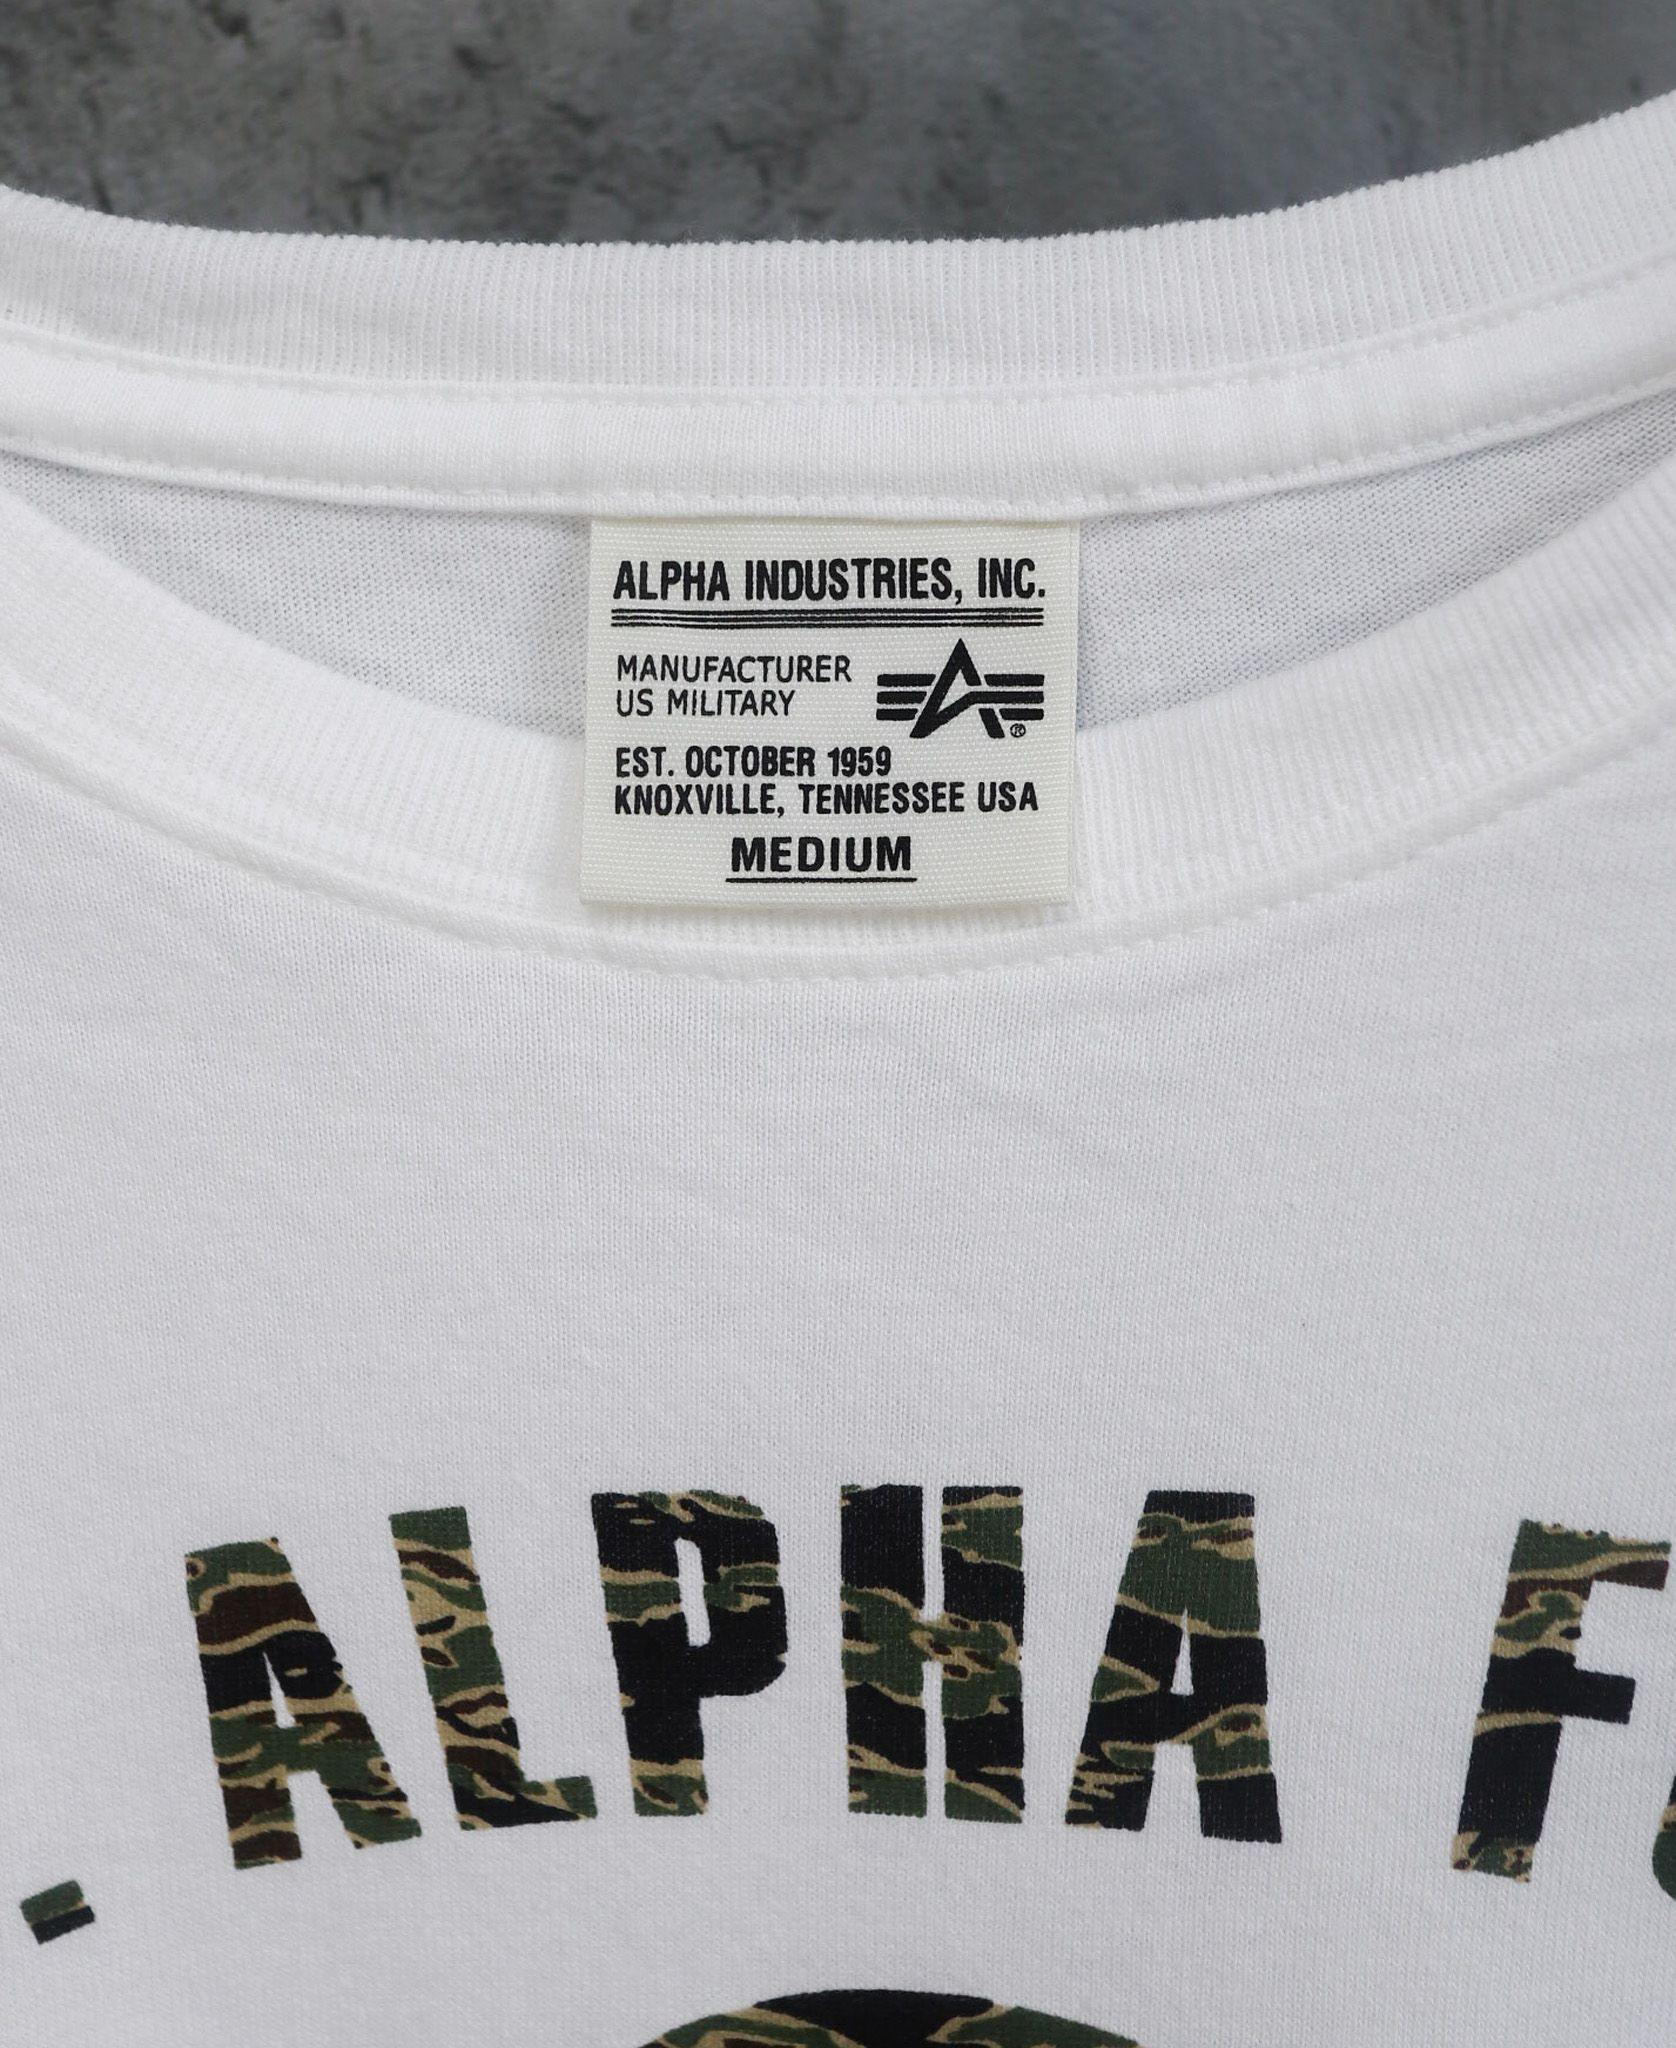 ALPHA INDUSTRIES, INC.
MANUFACTURER
US MILITARY
EST. OCTOBER 1959
KNOXVILLE, TENNESSEE USA
MEDIUM
. ALPHA